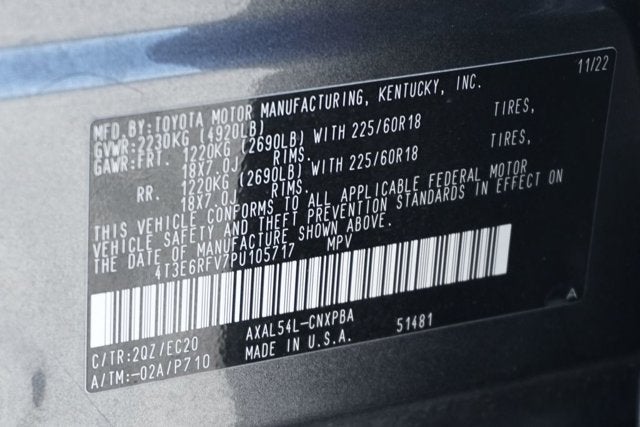 11/22
MFD.BY:TOYOTA MOTOR MANUFACTURING, KENTUCKY, INC.
GVWR:2230KG (4920LB)
GAWR:FRT. 1220KG (2690LB) WITH 225/60R18 TIRES,
18X7.0J RIMS.
RR. 1220KG (2690LB) WITH 225/60R18 TIRES,
18X7.0J RIMS.
THIS VEHICLE CONFORMS TO ALL APPLICABLE FEDERAL MOTOR
VEHICLE SAFETY AND THEFT PREVENTION STANDARDS IN EFFECT ON
THE DATE OF MANUFACTURE SHOWN ABOVE.
4T3E6RFV7PU105717 MPV
C/TR:2QZ/EC20 AXAL54L-CNXPBA 51481
A/TM:-02A/P710 MADE IN U.S.A.
A